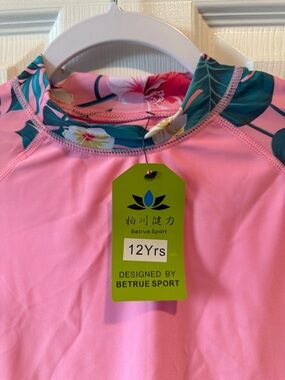 柏川健力
Betrue Sport
12Yrs
DESIGNED BY
BETRUE SPORT